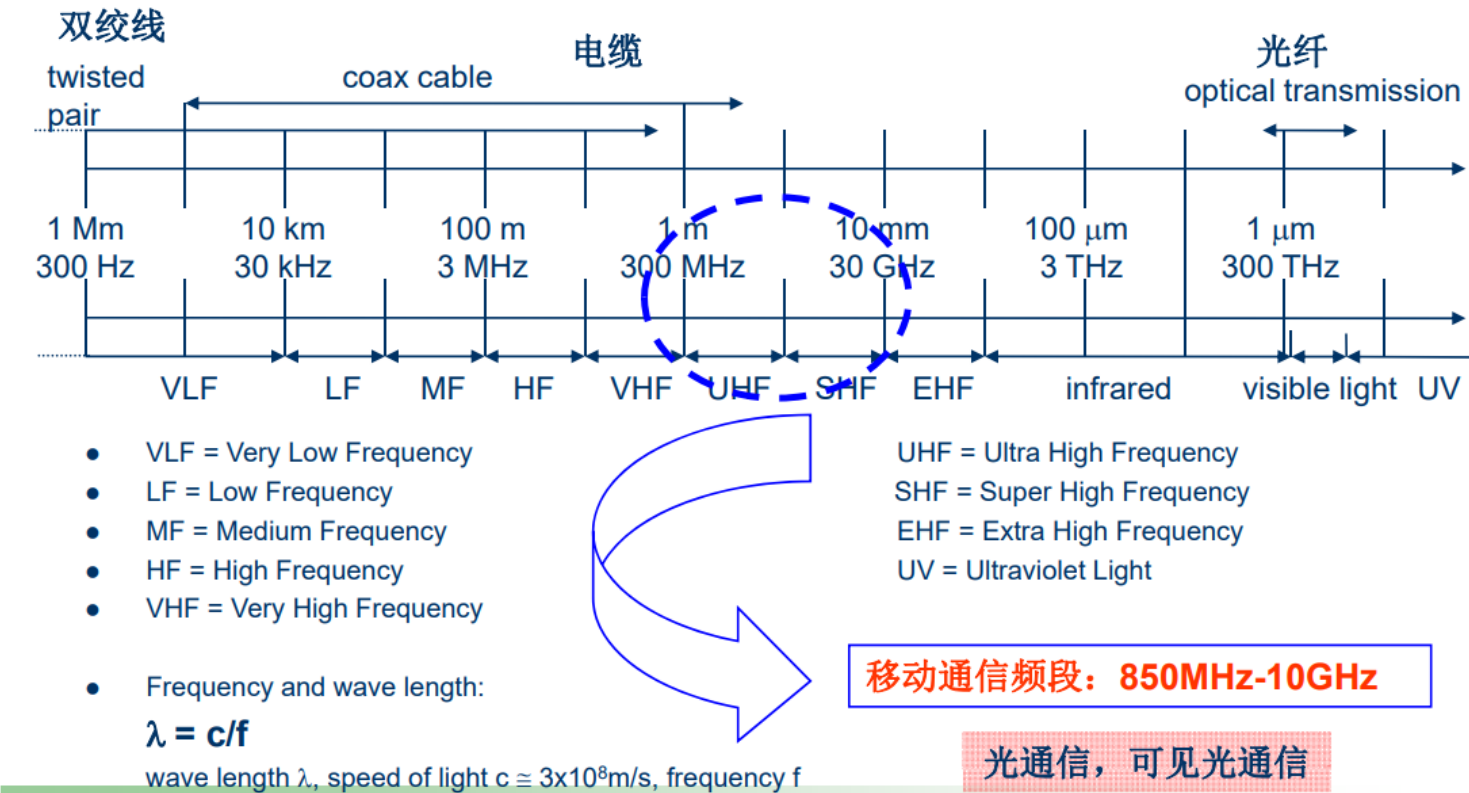 双绞线
电缆
光纤
twisted
pair
coax cable
optical transmission
1 Mm 10 km 100 m 1 m 10 mm 100 μm 1 μm
300 Hz 30 kHz 3 MHz 300 MHz 30 GHz 3 THz 300 THz
VLF LF MF HF VHF UHF SHF EHF infrared visible light UV
● VLF = Very Low Frequency
● LF = Low Frequency
● MF = Medium Frequency
● HF = High Frequency
● VHF = Very High Frequency
UHF = Ultra High Frequency
SHF = Super High Frequency
EHF = Extra High Frequency
UV = Ultraviolet Light
● Frequency and wave length:
λ = c/f
wave length λ, speed of light c ≅ 3x10⁸m/s, frequency f
移动通信频段：850MHz-10GHz
光通信，可见光通信